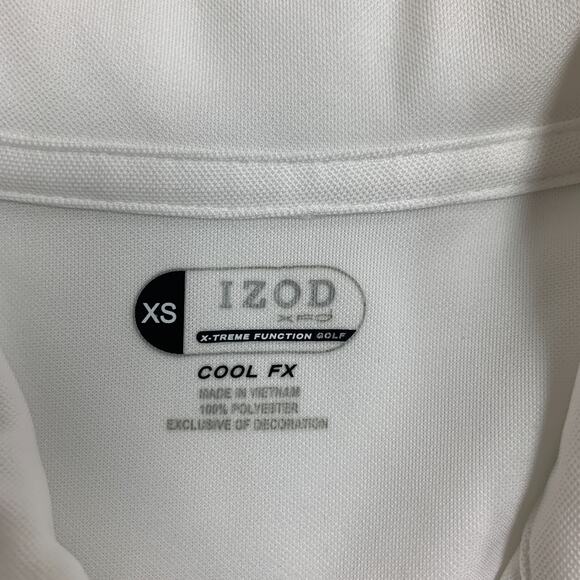 XS
IZOD
XFG
X-TREME FUNCTION GOLF
COOL FX
MADE IN VIETNAM
100% POLYESTER
EXCLUSIVE OF DECORATION